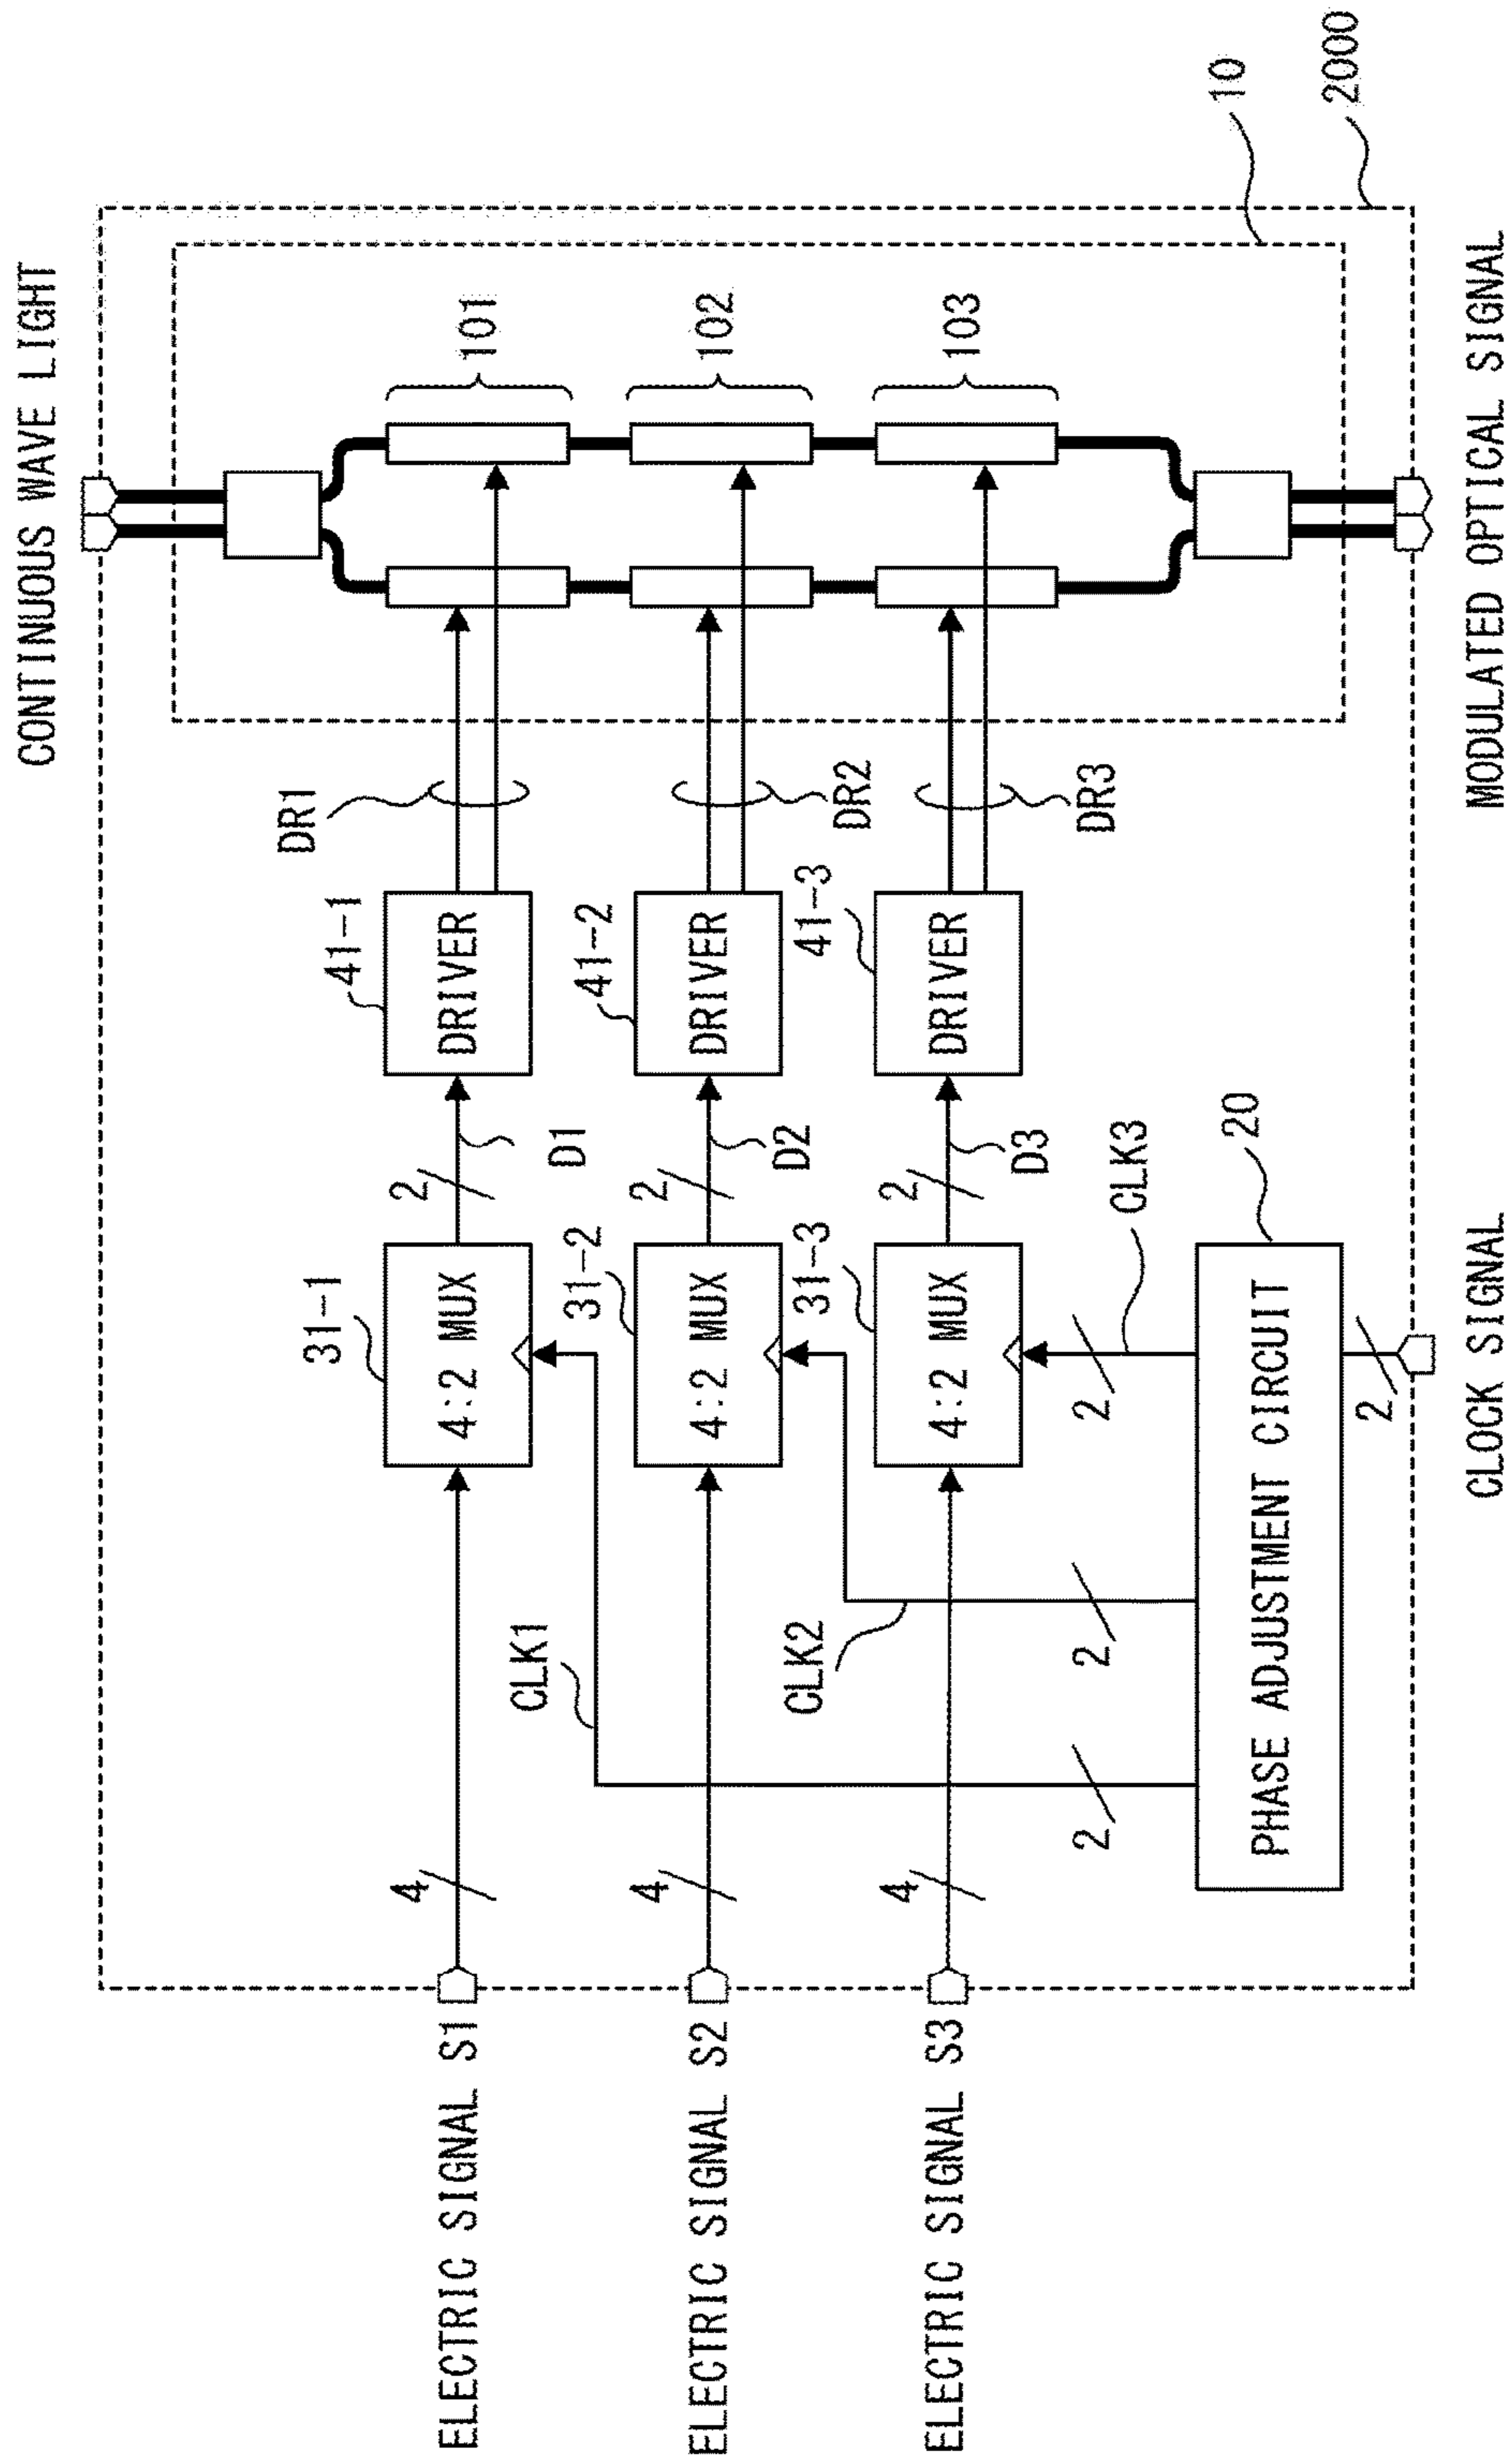 CONTINUOUS WAVE LIGHT
10
2000
101
102
103
DR1
DR2
DR3
41-1
DRIVER
41-2
DRIVER
41-3
DRIVER
2
D1
2
D2
2
D3
31-1
4:2 MUX
31-2
4:2 MUX
31-3
4:2 MUX
CLK1
CLK2
CLK3
2
2
2
20
PHASE ADJUSTMENT CIRCUIT
2
4
4
4
ELECTRIC SIGNAL S1
ELECTRIC SIGNAL S2
ELECTRIC SIGNAL S3
CLOCK SIGNAL
MODULATED OPTICAL SIGNAL